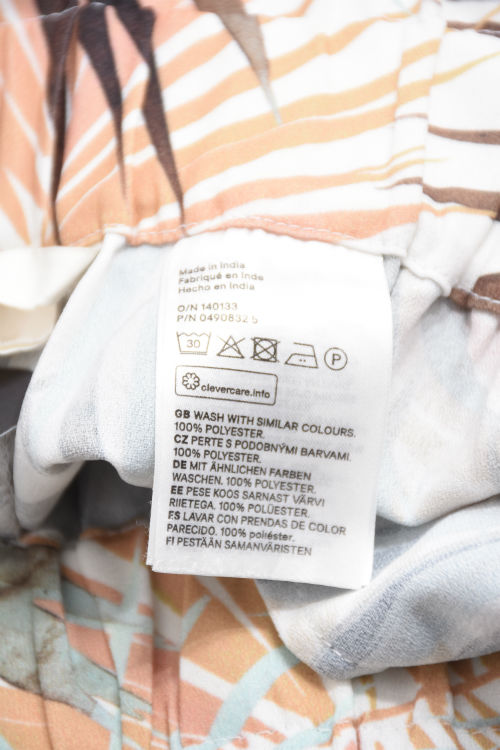 Made in India
Fabriqué en Inde
Hecho en India
O/N 140133
P/N 0490832 5
30
P
clevercare.info
GB WASH WITH SIMILAR COLOURS.
100% POLYESTER.
CZ PERTE S PODOBNÝMI BARVAMI.
100% POLYESTER.
DE MIT ÄHNLICHEN FARBEN
WASCHEN. 100% POLYESTER.
EE PESE KOOS SARNAST VÄRVI
RIIETEGA. 100% POLÜESTER.
ES LAVAR CON PRENDAS DE COLOR
PARECIDO. 100% poliéster.
FI PESTÄÄN SAMANVÄRISTEN